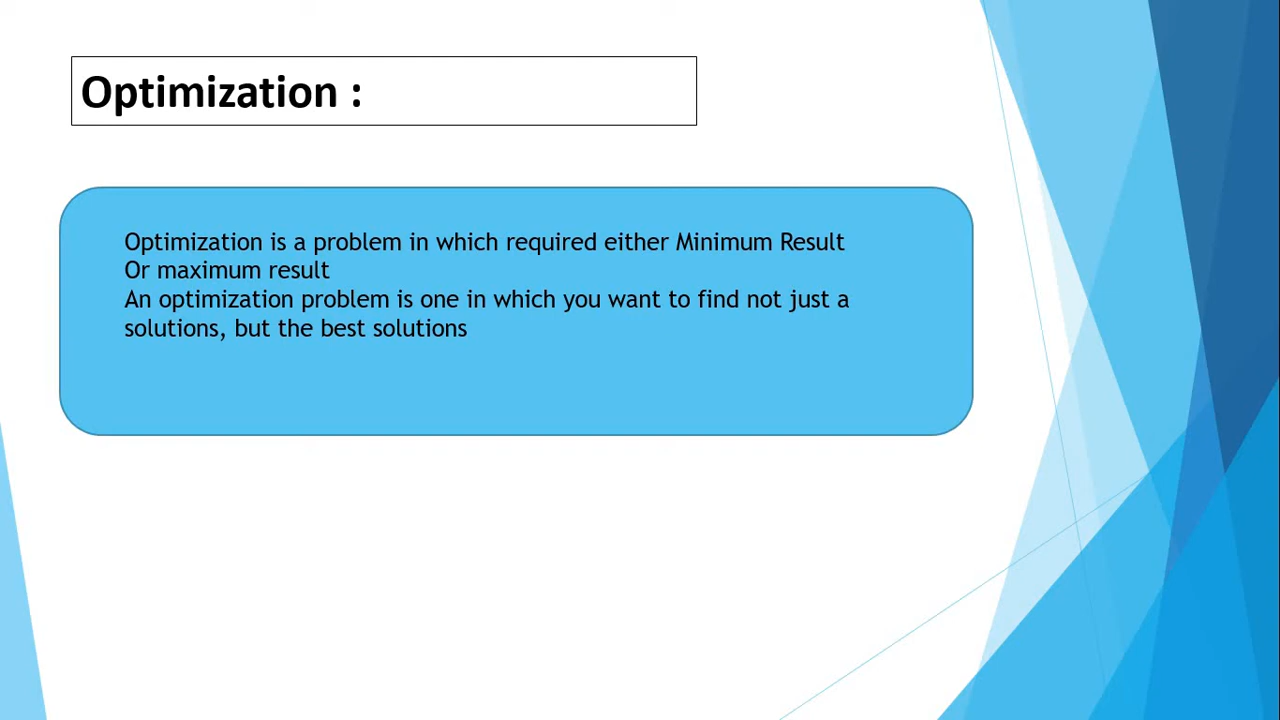 Optimization :
Optimization is a problem in which required either Minimum Result
Or maximum result
An optimization problem is one in which you want to find not just a
solutions, but the best solutions